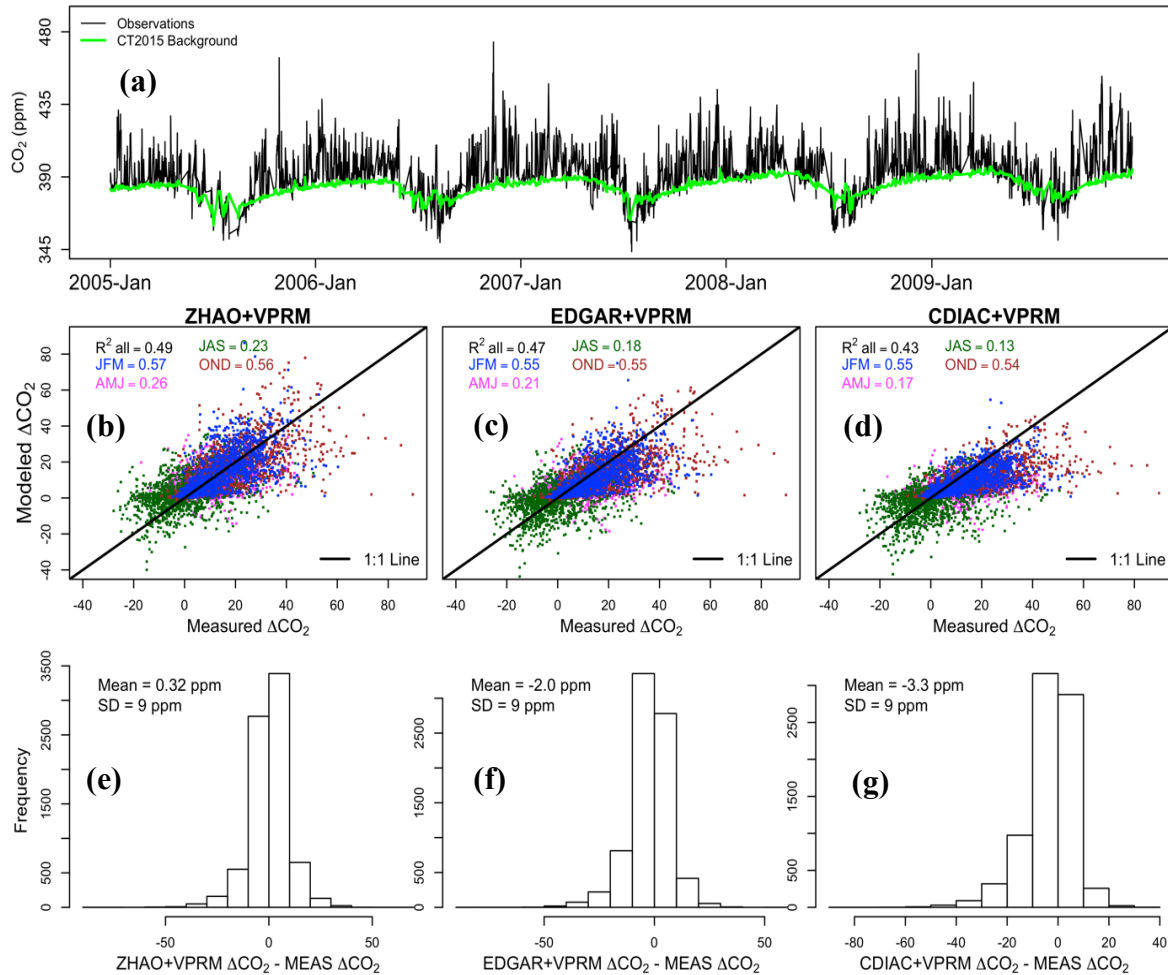 Observations
CT2015 Background
(a)
CO₂ (ppm)
480
435
390
345
2005-Jan
2006-Jan
2007-Jan
2008-Jan
2009-Jan
ZHAO+VPRM
R² all = 0.49
JAS = 0.23
JFM = 0.57
OND = 0.56
AMJ = 0.26
(b)
1:1 Line
Modeled ΔCO₂
80
60
40
20
0
-20
-40
-40
-20
0
20
40
60
80
Measured ΔCO₂
EDGAR+VPRM
R² all = 0.47
JAS = 0.18
JFM = 0.55
OND = 0.55
AMJ = 0.21
(c)
1:1 Line
-40
-20
0
20
40
60
80
Measured ΔCO₂
CDIAC+VPRM
R² all = 0.43
JAS = 0.13
JFM = 0.55
OND = 0.54
AMJ = 0.17
(d)
1:1 Line
-40
-20
0
20
40
60
80
Measured ΔCO₂
Mean = 0.32 ppm
SD = 9 ppm
(e)
Frequency
3500
2500
1500
500
0
-50
0
50
ZHAO+VPRM ΔCO₂ - MEAS ΔCO₂
Mean = -2.0 ppm
SD = 9 ppm
(f)
2500
1500
500
0
-50
0
50
EDGAR+VPRM ΔCO₂ - MEAS ΔCO₂
Mean = -3.3 ppm
SD = 9 ppm
(g)
2500
1500
500
0
-80
-60
-40
-20
0
20
40
CDIAC+VPRM ΔCO₂ - MEAS ΔCO₂